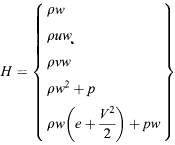 H = { ρw
ρuw
ρvw
ρw² + p
ρw(e + V²/2) + pw }